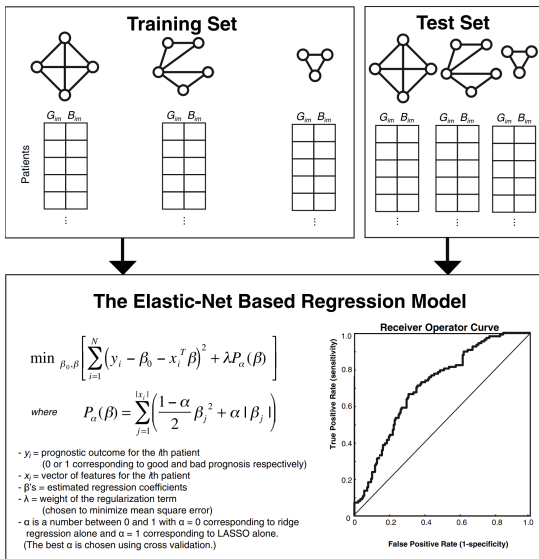 Training Set
Test Set
G_im B_im
G_im B_im
G_im B_im
G_im B_im
G_im B_im
G_im B_im
Patients
⋮
⋮
⋮
⋮
⋮
⋮
The Elastic-Net Based Regression Model
min β₀,β [ ∑_{i=1}^{N} (y_i − β_0 − x_i^T β)² + λP_α(β) ]
where P_α(β) = ∑_{j=1}^{|x_i|} ( (1−α)/2 β_j² + α | β_j | )
- y_i = prognostic outcome for the ith patient
(0 or 1 corresponding to good and bad prognosis respectively)
- x_i = vector of features for the ith patient
- β's = estimated regression coefficients
- λ = weight of the regularization term
(chosen to minimize mean square error)
- α is a number between 0 and 1 with α = 0 corresponding to ridge
regression alone and α = 1 corresponding to LASSO alone.
(The best α is chosen using cross validation.)
Receiver Operator Curve
True Positive Rate (sensitivity)
1.0
0.8
0.6
0.4
0.2
0.0
0 0.2 0.4 0.6 0.8 1.0
False Positive Rate (1-specificity)